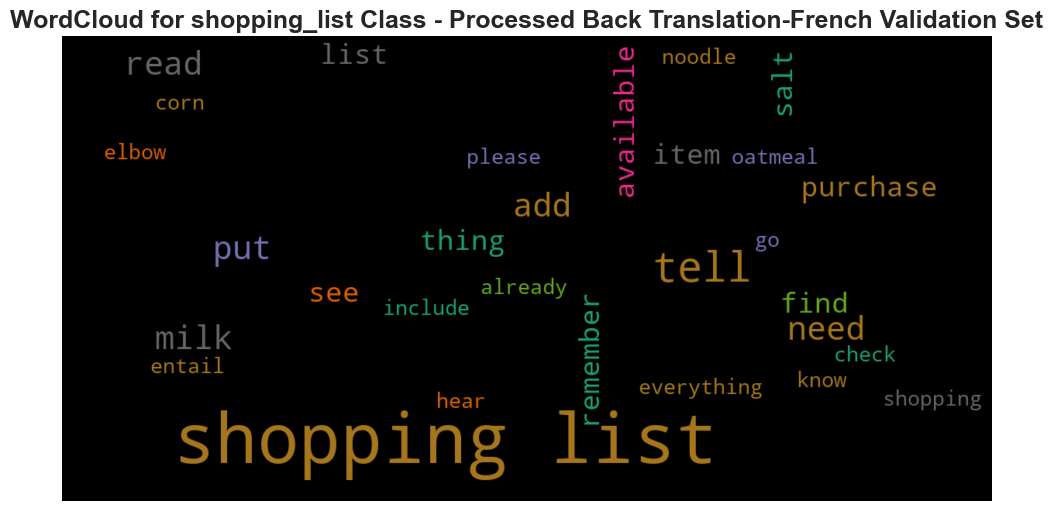 WordCloud for shopping_list Class - Processed Back Translation-French Validation Set
read
list
available
noodle
salt
corn
elbow
please
item
oatmeal
purchase
add
put
thing
go
tell
see
already
include
remember
find
need
milk
check
entail
everything
know
hear
shopping
shopping list